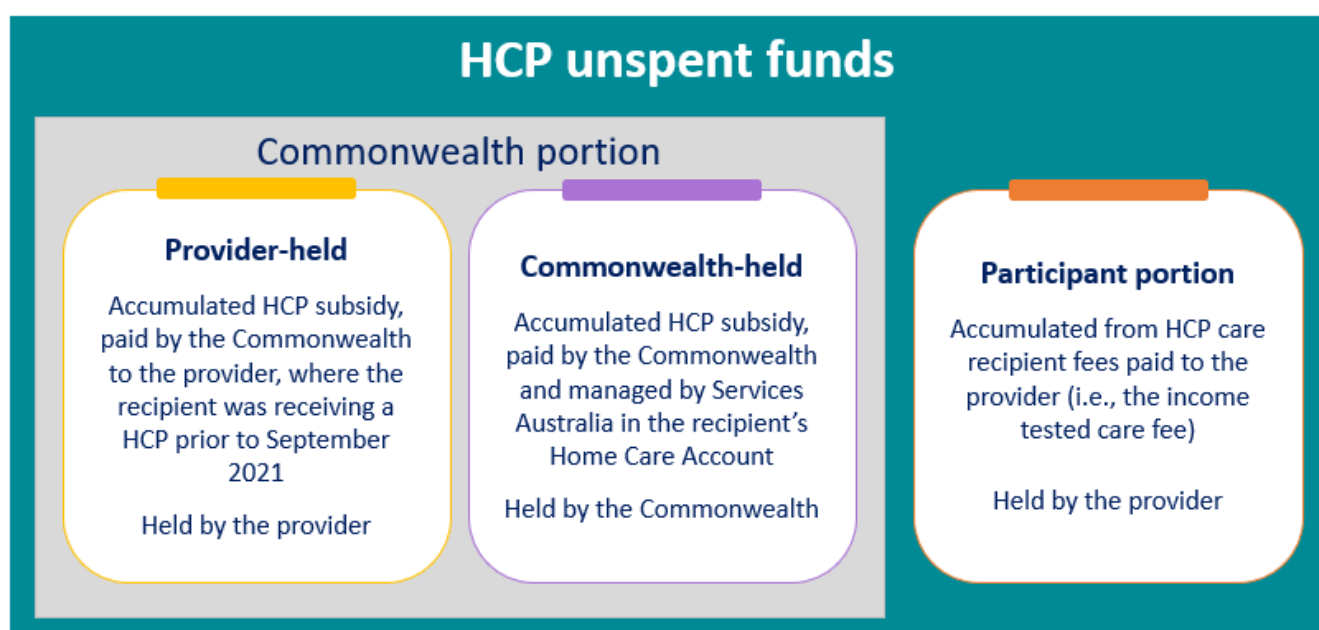 HCP unspent funds
Commonwealth portion
Provider-held
Accumulated HCP subsidy,
paid by the Commonwealth
to the provider, where the
recipient was receiving a
HCP prior to September
2021
Held by the provider
Commonwealth-held
Accumulated HCP subsidy,
paid by the Commonwealth
and managed by Services
Australia in the recipient's
Home Care Account
Held by the Commonwealth
Participant portion
Accumulated from HCP care
recipient fees paid to the
provider (i.e., the income
tested care fee)
Held by the provider